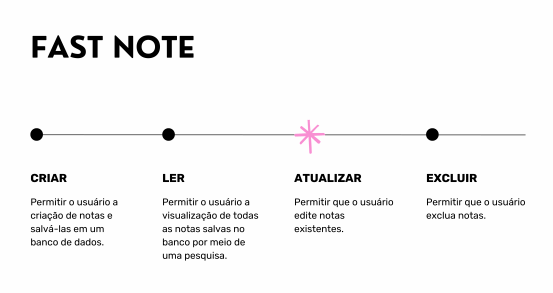 FAST NOTE
CRIAR
Permitir o usuário a
criação de notas e
salvá-las em um
banco de dados.
LER
Permitir o usuário a
visualização de todas
as notas salvas no
banco por meio de
uma pesquisa.
ATUALIZAR
Permitir que o usuário
edite notas
existentes.
EXCLUIR
Permitir que o usuário
exclua notas.